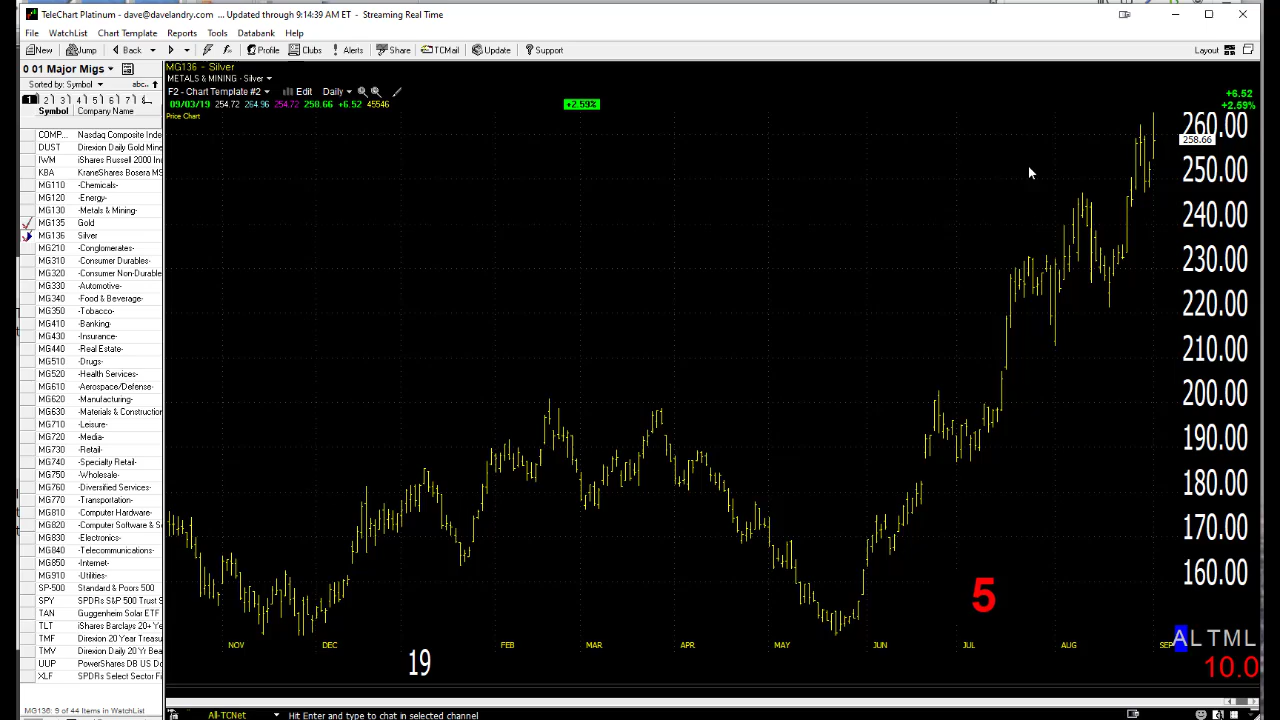 TeleChart Platinum - dave@davelandry.com ... Updated through 9:14:39 AM ET - Streaming Real Time
File WatchList Chart Template Reports Tools Databank Help
New Jump Back Profile Clubs Alerts Share TCMail Update Support Layout
0 01 Major Migs
Sorted by: Symbol abc..
1 2 3 4 5 6 7
Symbol Company Name
COMP... Nasdaq Composite Inde
DUST Direxion Daily Gold Mine
IWM iShares Russell 2000 In
KBA KraneShares Bosera MS
MG110 -Chemicals-
MG120 -Energy-
MG130 -Metals & Mining-
MG135 Gold
MG136 Silver
MG210 -Conglomerates-
MG310 -Consumer Durables-
MG320 -Consumer Non-Durable
MG330 -Automotive-
MG340 -Food & Beverage-
MG350 -Tobacco-
MG410 -Banking-
MG430 -Insurance-
MG440 -Real Estate-
MG510 -Drugs-
MG520 -Health Services-
MG610 -Aerospace/Defense-
MG620 -Manufacturing-
MG630 -Materials & Construction
MG710 -Leisure-
MG720 -Media-
MG730 -Retail-
MG740 -Specialty Retail-
MG750 -Wholesale-
MG760 -Diversified Services-
MG770 -Transportation-
MG810 -Computer Hardware-
MG820 -Computer Software & S
MG830 -Electronics-
MG840 -Telecommunications-
MG850 -Internet-
MG910 -Utilities-
SP-500 Standard & Poors 500
SPY SPDRs S&P 500 Trust S
TAN Guggenheim Solar ETF
TLT iShares Barclays 20+ Ye
TMF Direxion 20 Year Treasu
TMV Direxion Daily 20 Yr Bea
UUP PowerShares DB US Do
XLF SPDRs Select Sector Fi
MG136: 9 of 44 Items in WatchList
MG136 - Silver
METALS & MINING - Silver
F2 - Chart Template #2 Edit Daily
09/03/19 254.72 264.96 254.72 258.66 +6.52 45546 +2.59%
Price Chart
+6.52
+2.59%
260.00
258.66
250.00
240.00
230.00
220.00
210.00
200.00
190.00
180.00
170.00
160.00
5
NOV DEC FEB MAR APR MAY JUN JUL AUG SEP
19
A L T M L
10.0
All-TCNet Hit Enter and type to chat in selected channel